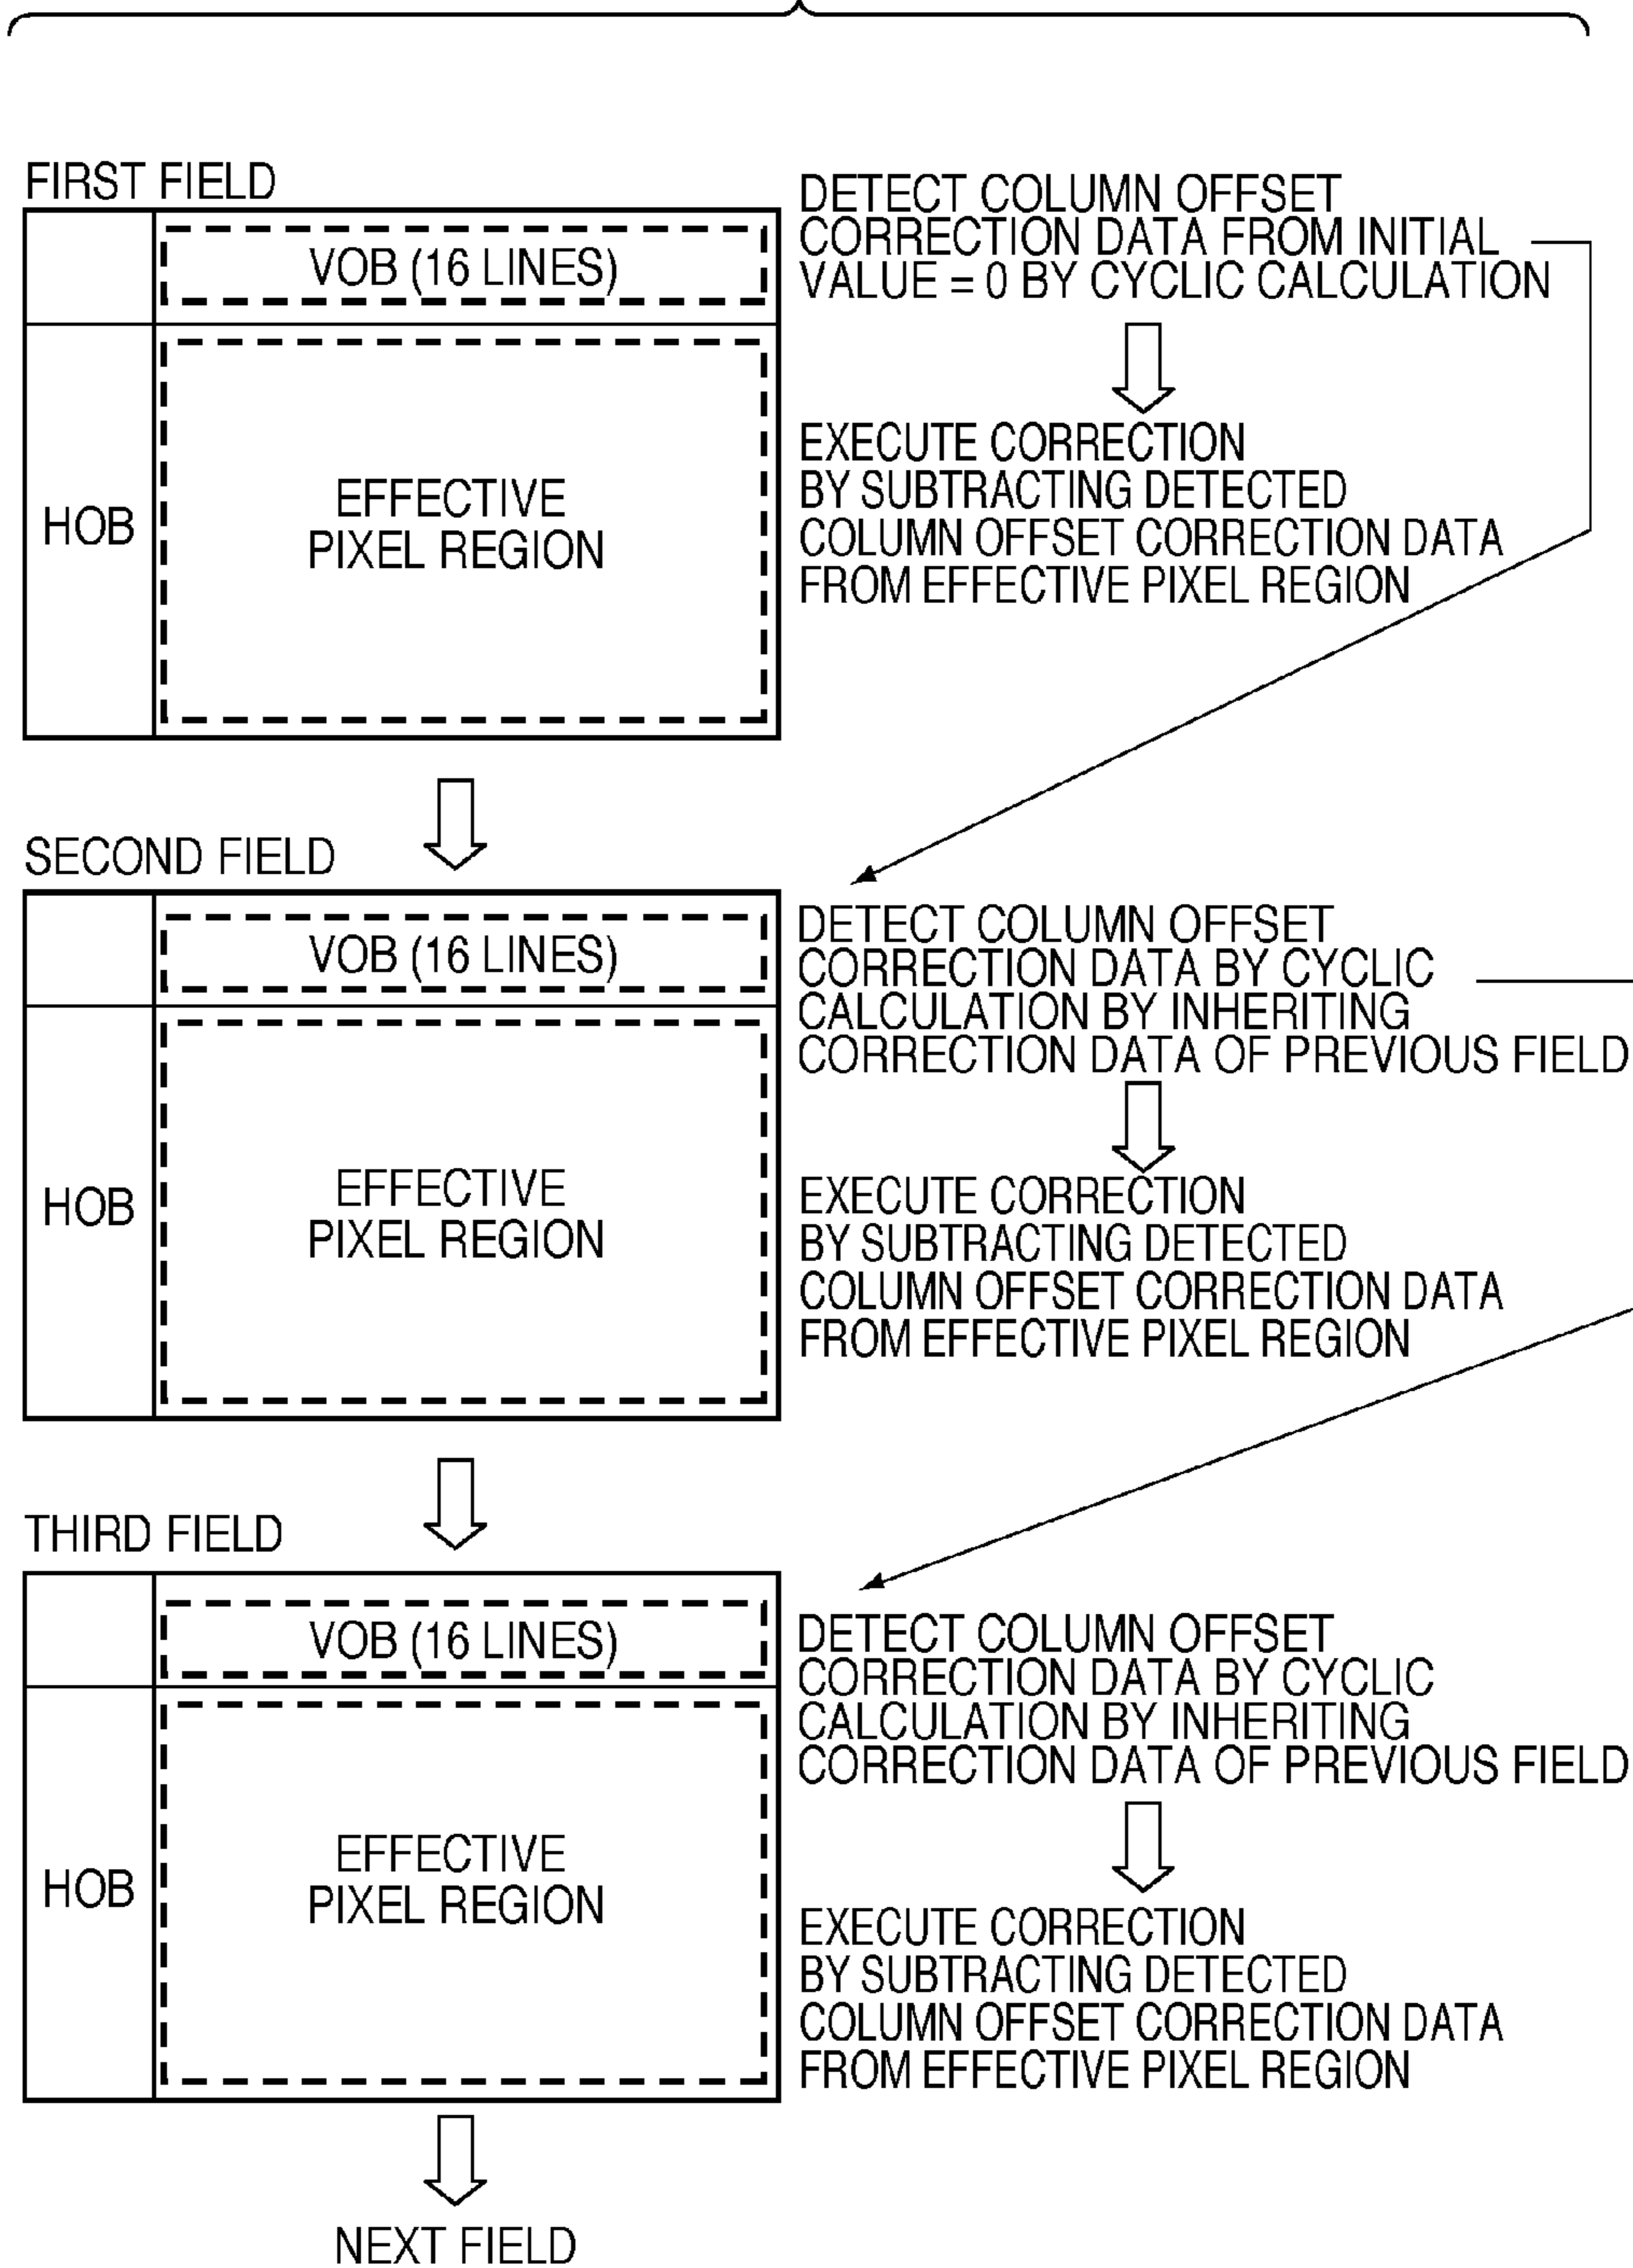 FIRST FIELD
VOB (16 LINES)
HOB
EFFECTIVE
PIXEL REGION
DETECT COLUMN OFFSET
CORRECTION DATA FROM INITIAL
VALUE = 0 BY CYCLIC CALCULATION
EXECUTE CORRECTION
BY SUBTRACTING DETECTED
COLUMN OFFSET CORRECTION DATA
FROM EFFECTIVE PIXEL REGION
SECOND FIELD
VOB (16 LINES)
HOB
EFFECTIVE
PIXEL REGION
DETECT COLUMN OFFSET
CORRECTION DATA BY CYCLIC
CALCULATION BY INHERITING
CORRECTION DATA OF PREVIOUS FIELD
EXECUTE CORRECTION
BY SUBTRACTING DETECTED
COLUMN OFFSET CORRECTION DATA
FROM EFFECTIVE PIXEL REGION
THIRD FIELD
VOB (16 LINES)
HOB
EFFECTIVE
PIXEL REGION
DETECT COLUMN OFFSET
CORRECTION DATA BY CYCLIC
CALCULATION BY INHERITING
CORRECTION DATA OF PREVIOUS FIELD
EXECUTE CORRECTION
BY SUBTRACTING DETECTED
COLUMN OFFSET CORRECTION DATA
FROM EFFECTIVE PIXEL REGION
NEXT FIELD